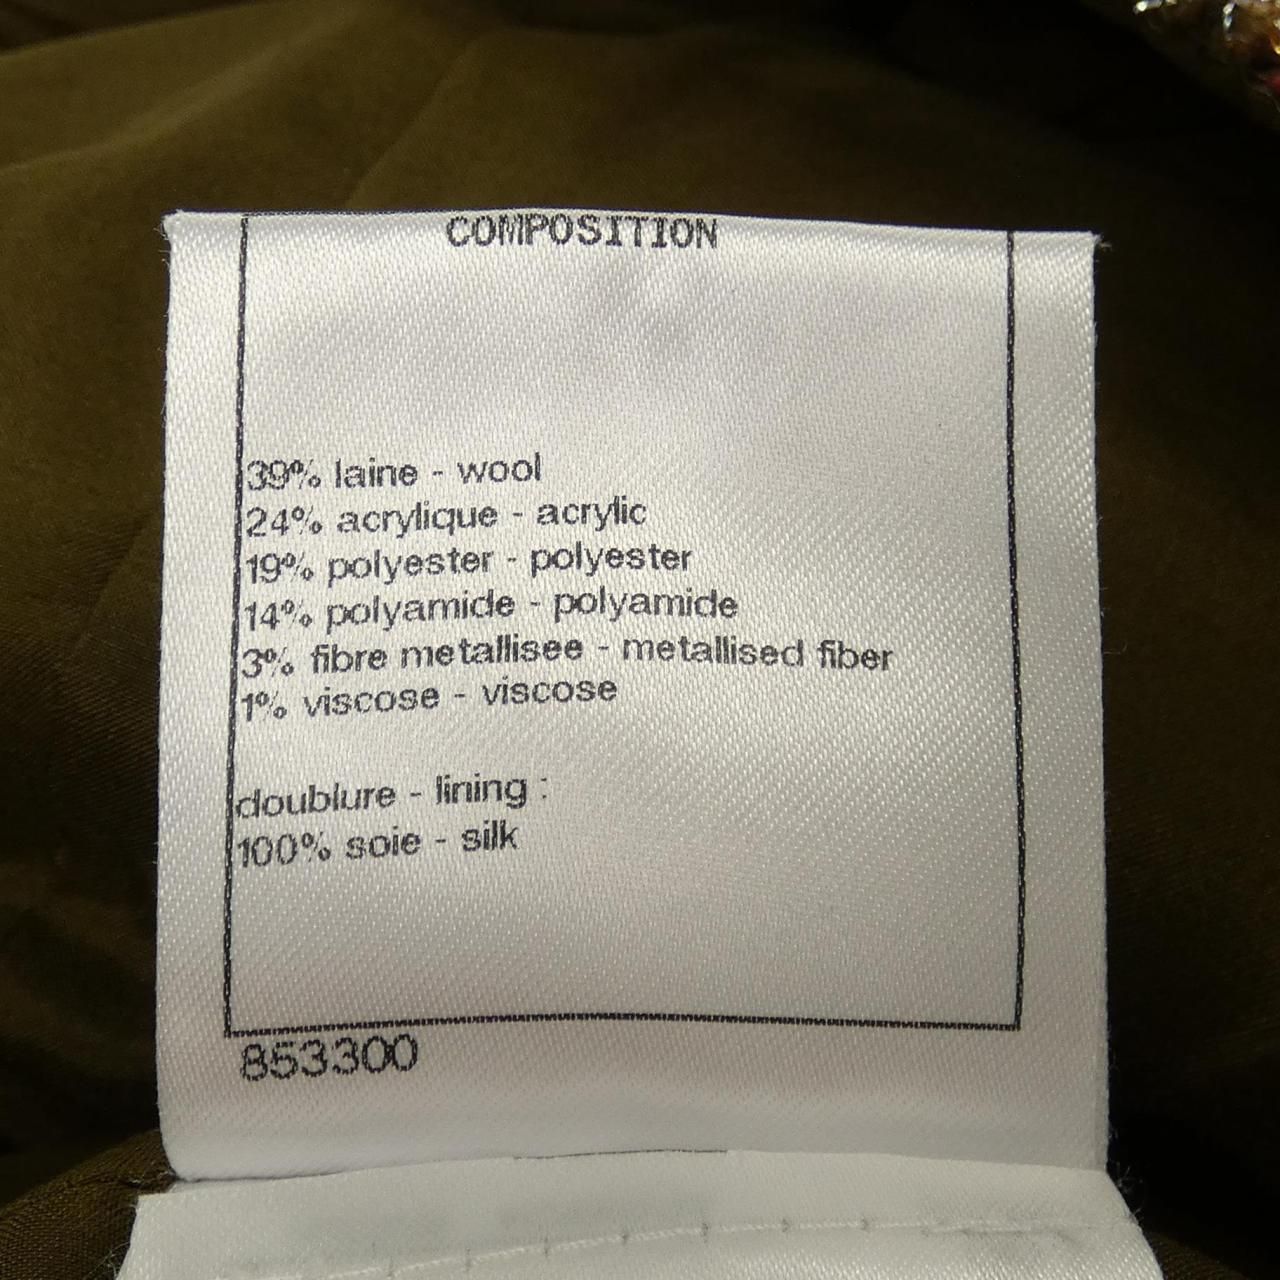 COMPOSITION
39% laine - wool
24% acrylique - acrylic
19% polyester - polyester
14% polyamide - polyamide
3% fibre metallisee - metallised fiber
1% viscose - viscose
doublure - lining :
100% soie - silk
853300